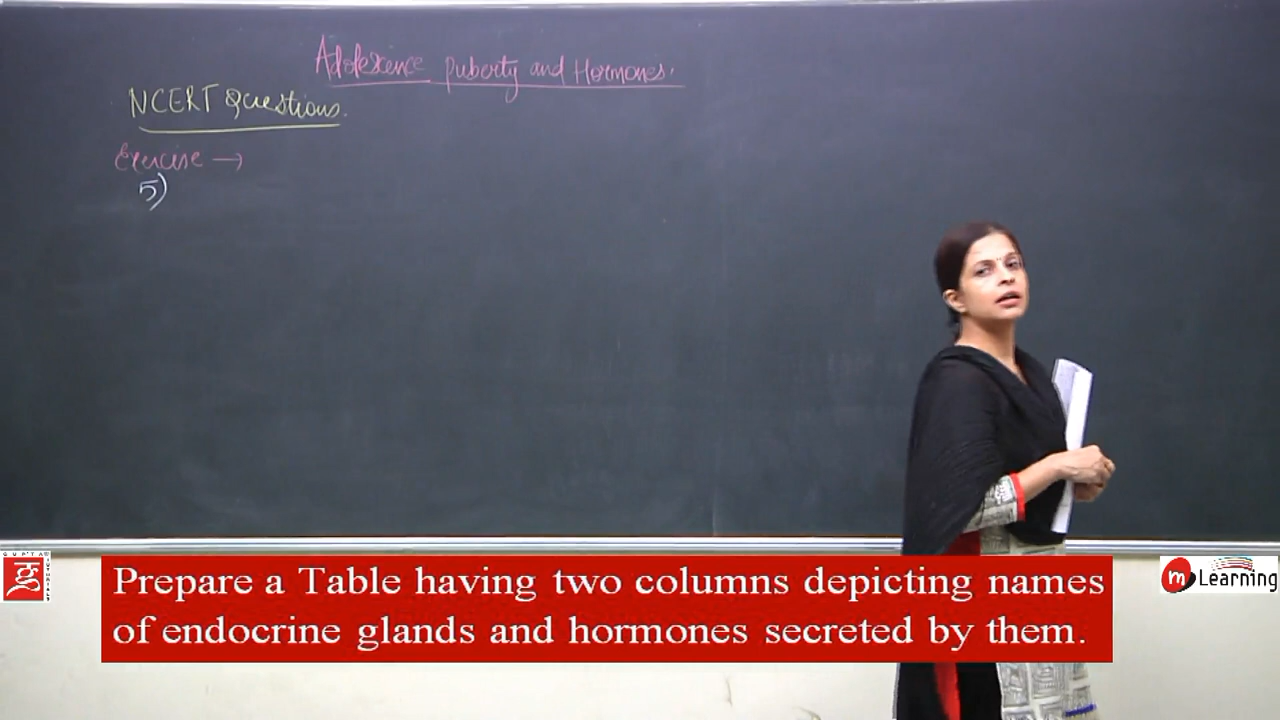 Adolescence puberty and Hormones.
NCERT Questions.
Exercise →
5)
Prepare a Table having two columns depicting names
of endocrine glands and hormones secreted by them.
m Learning